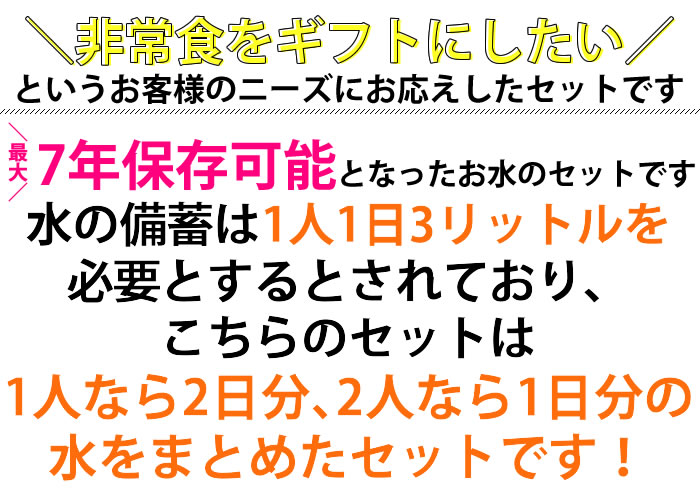 ＼非常食をギフトにしたい／
というお客様のニーズにお応えしたセットです
＼最大／7年保存可能となったお水のセットです
水の備蓄は1人1日3リットルを
必要とするとされており、
こちらのセットは
1人なら2日分、2人なら1日分の
水をまとめたセットです！